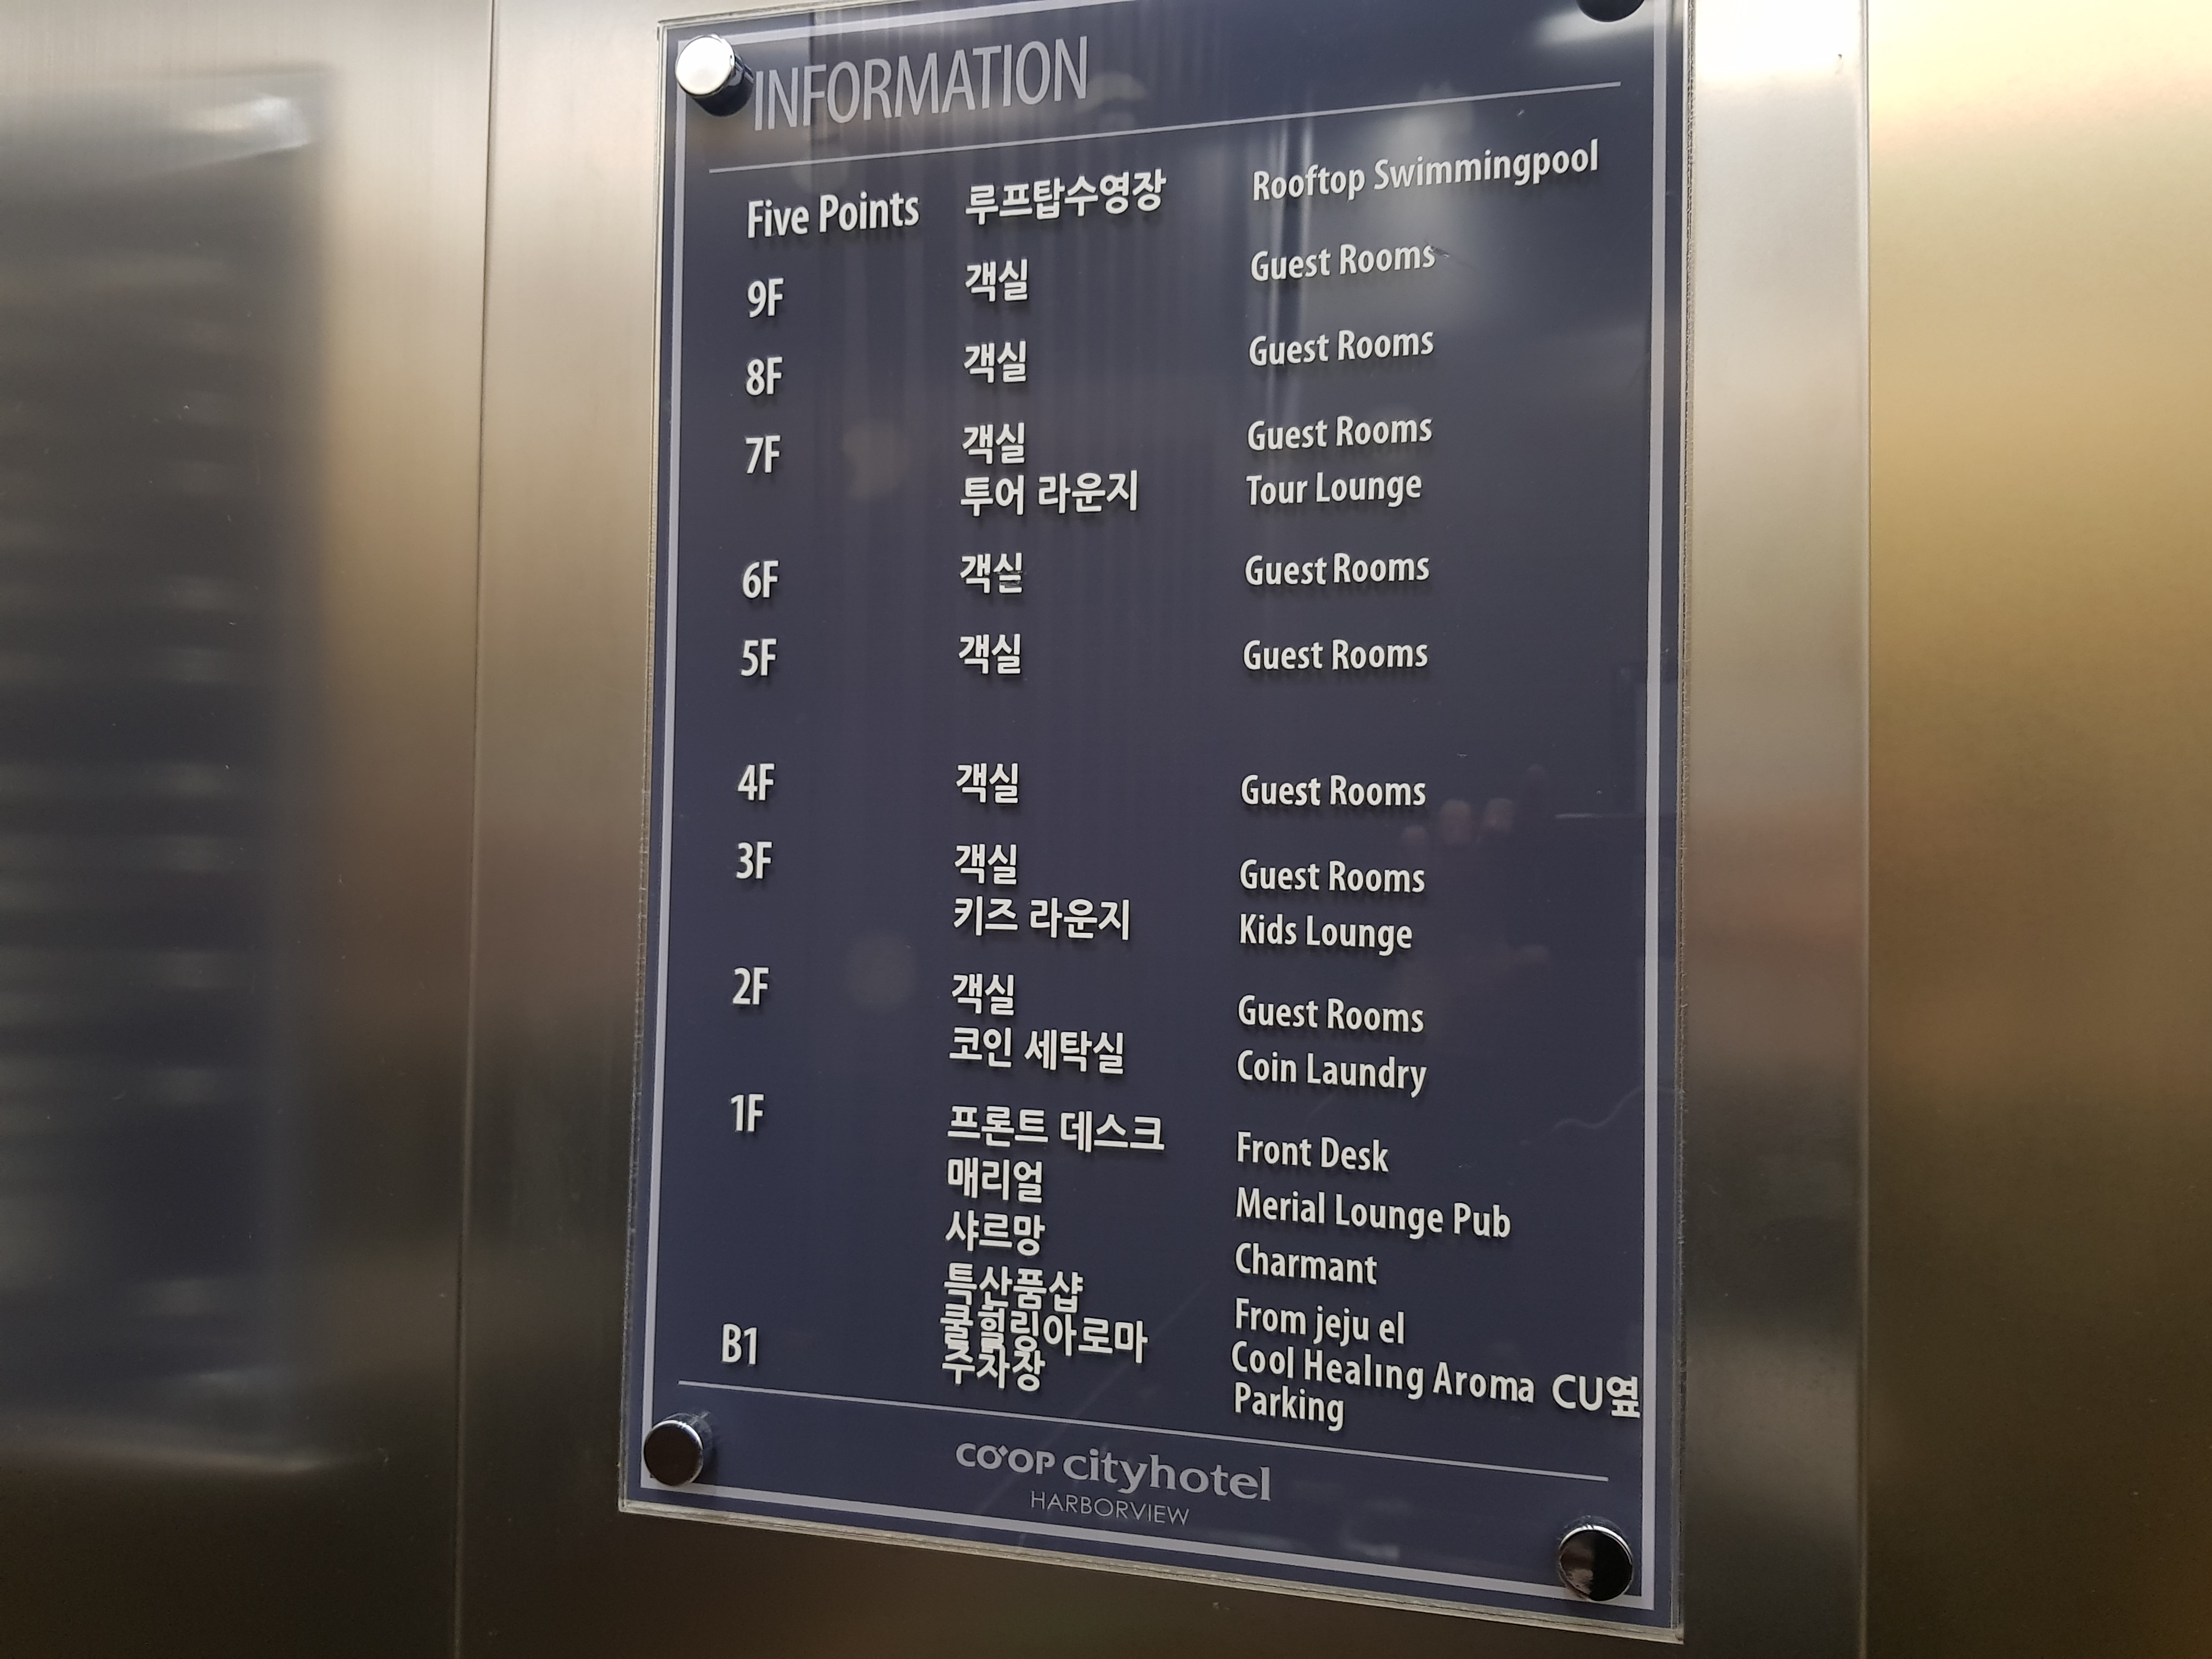 INFORMATION
Five Points 루프탑수영장 Rooftop Swimmingpool
9F 객실 Guest Rooms
8F 객실 Guest Rooms
7F 객실 Guest Rooms
투어 라운지 Tour Lounge
6F 객실 Guest Rooms
5F 객실 Guest Rooms
4F 객실 Guest Rooms
3F 객실 Guest Rooms
키즈 라운지 Kids Lounge
2F 객실 Guest Rooms
코인 세탁실 Coin Laundry
1F 프론트 데스크 Front Desk
매리얼 Merial Lounge Pub
샤르망 Charmant
특산품샵 From jeju el
쿨힐링아로마 Cool Healing Aroma CU옆
B1 주차장 Parking
CO'OP cityhotel
HARBORVIEW